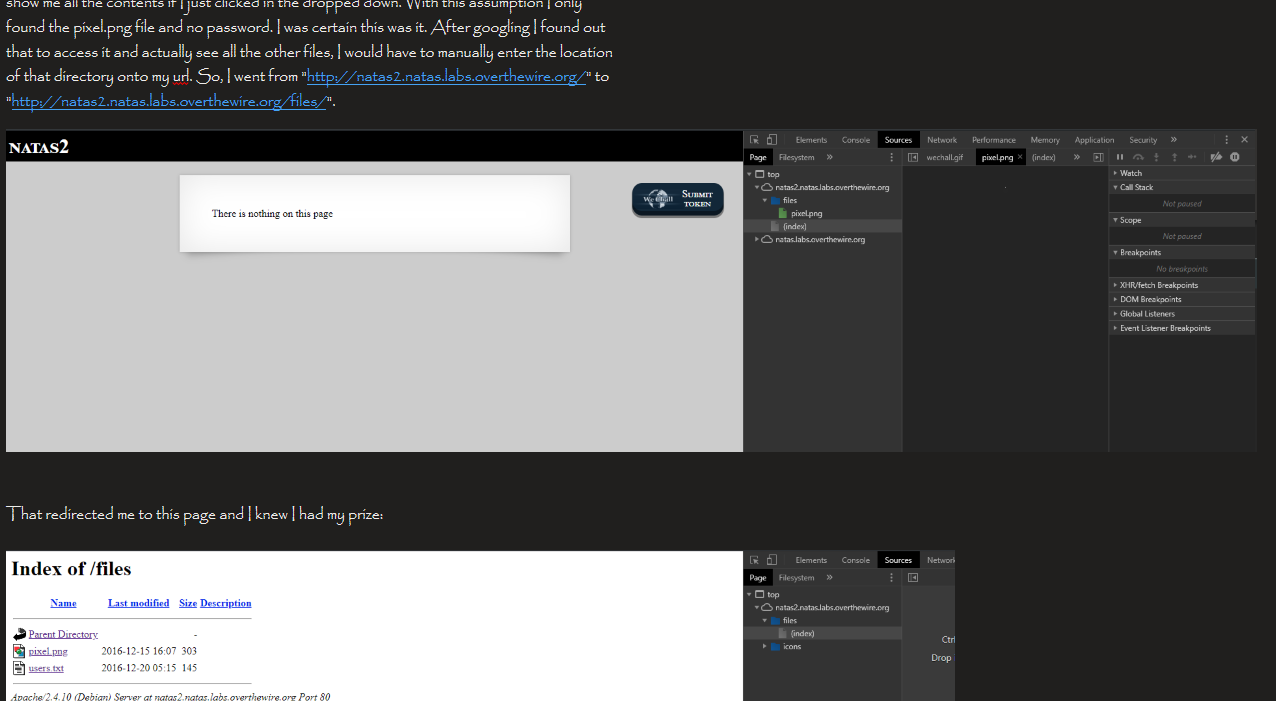 show me all the contents if I just clicked in the dropped down. With this assumption I only
found the pixel.png file and no password. I was certain this was it. After googling I found out
that to access it and actually see all the other files, I would have to manually enter the location
of that directory onto my url. So, I went from "http://natas2.natas.labs.overthewire.org/" to
"http://natas2.natas.labs.overthewire.org/files/".
NATAS2
There is nothing on this page
We Chall
SUBMIT
TOKEN
Elements Console Sources Network Performance Memory Application Security »
Page Filesystem » wechall.gif pixel.png × (index) »
top
natas2.natas.labs.overthewire.org
files
pixel.png
(index)
natas.labs.overthewire.org
Watch
Call Stack
Not paused
Scope
Not paused
Breakpoints
No breakpoints
XHR/fetch Breakpoints
DOM Breakpoints
Global Listeners
Event Listener Breakpoints
That redirected me to this page and I knew I had my prize:
Index of /files
Name Last modified Size Description
Parent Directory -
pixel.png 2016-12-15 16:07 303
users.txt 2016-12-20 05:15 145
Apache/2.4.10 (Debian) Server at natas2.natas.labs.overthewire.org Port 80
Elements Console Sources Network
Page Filesystem »
top
natas2.natas.labs.overthewire.org
files
(index)
icons
Ctrl
Drop